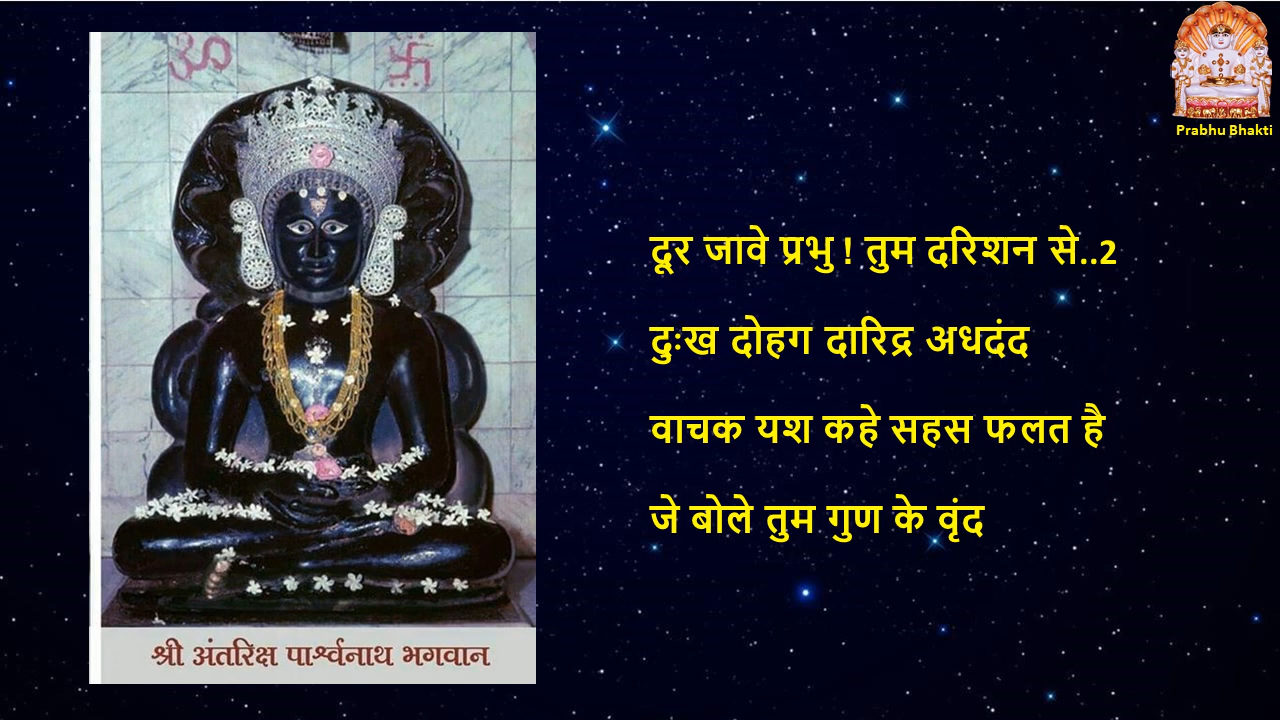 ॐ
Prabhu Bhakti
दूर जावे प्रभु ! तुम दरिशन से..2
दुःख दोहग दारिद्र अधदंद
वाचक यश कहे सहस फलत है
जे बोले तुम गुण के वृंद
श्री अंतरिक्ष पार्श्वनाथ भगवान